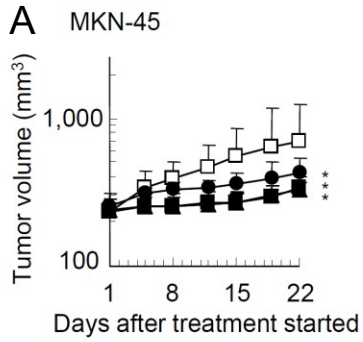 A MKN-45
Tumor volume (mm³)
1,000
100
***
1 8 15 22
Days after treatment started